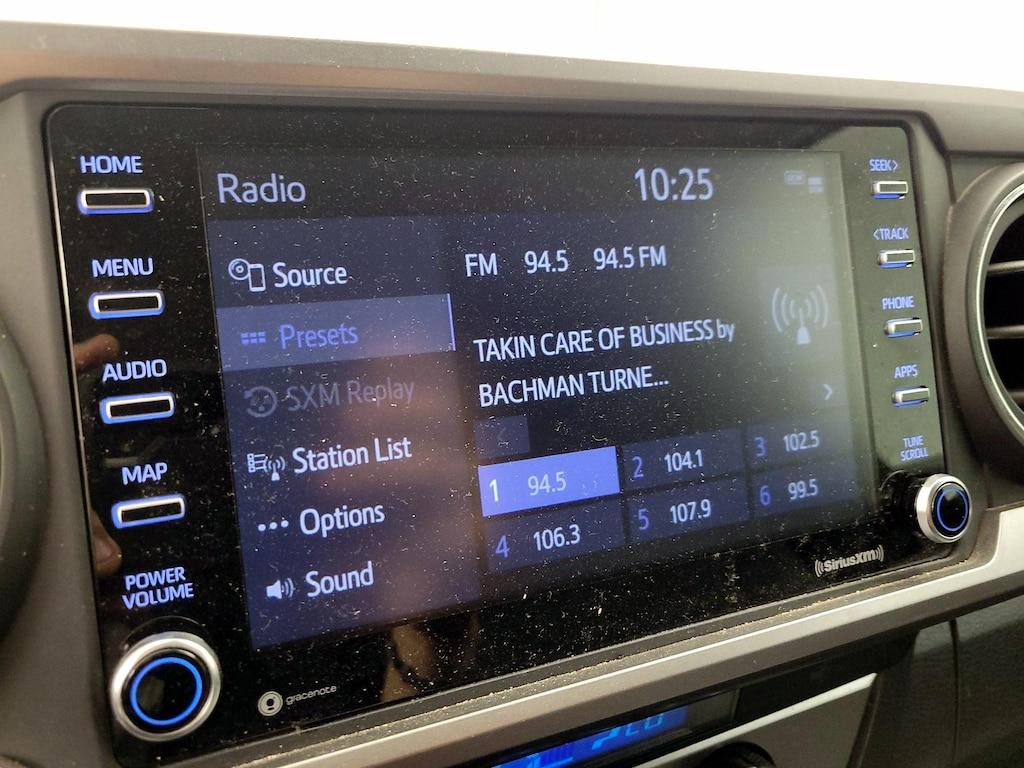 HOME
MENU
AUDIO
MAP
POWER
VOLUME
Radio
10:25
Source
Presets
SXM Replay
Station List
Options
Sound
FM 94.5 94.5 FM
TAKIN CARE OF BUSINESS by
BACHMAN TURNE...
1 94.5 2 104.1 3 102.5
4 106.3 5 107.9 6 99.5
SEEK>
<TRACK
PHONE
APPS
TUNE
SCROLL
gracenote
((SiriusXM))